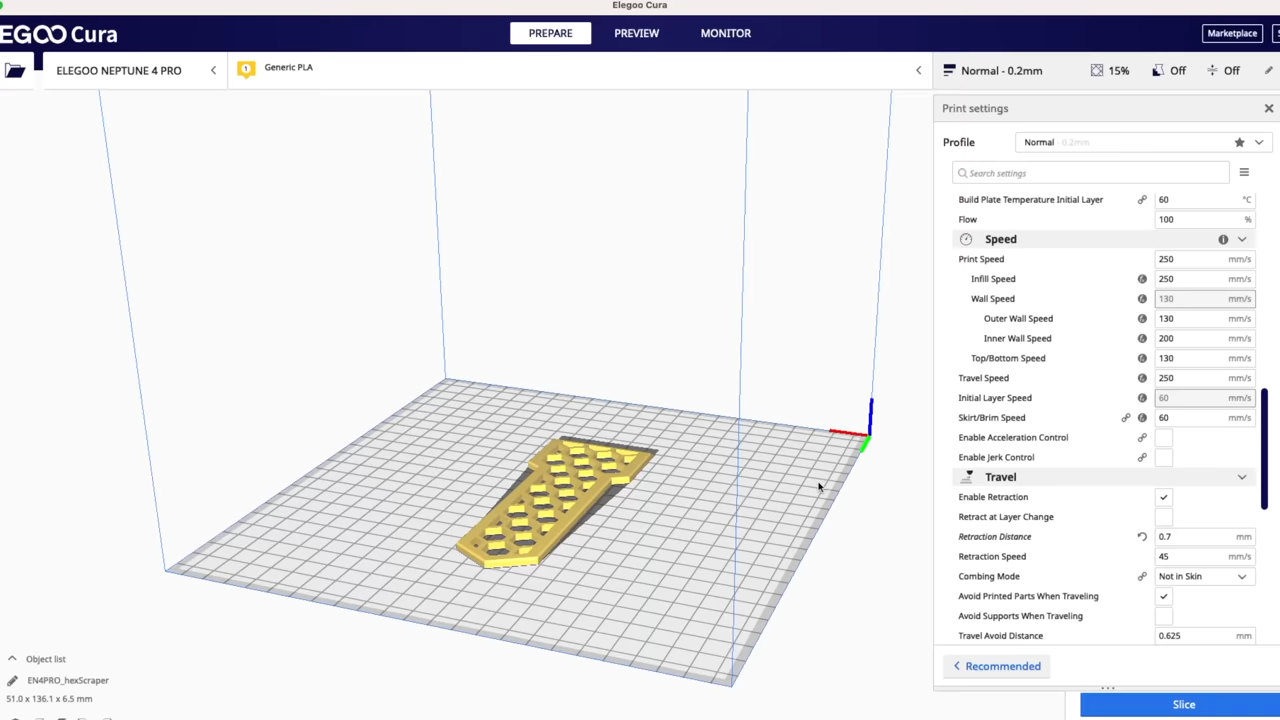 Elegoo Cura
ELEGOO Cura
PREPARE
PREVIEW
MONITOR
Marketplace
ELEGOO NEPTUNE 4 PRO
1
Generic PLA
Normal - 0.2mm
15%
Off
Off
Print settings
Profile
Normal - 0.2mm
Search settings
Build Plate Temperature Initial Layer 60 °C
Flow 100 %
Speed
Print Speed 250 mm/s
Infill Speed 250 mm/s
Wall Speed 130 mm/s
Outer Wall Speed 130 mm/s
Inner Wall Speed 200 mm/s
Top/Bottom Speed 130 mm/s
Travel Speed 250 mm/s
Initial Layer Speed 60 mm/s
Skirt/Brim Speed 60 mm/s
Enable Acceleration Control
Enable Jerk Control
Travel
Enable Retraction
Retract at Layer Change
Retraction Distance 0.7 mm
Retraction Speed 45 mm/s
Combing Mode Not in Skin
Avoid Printed Parts When Traveling
Avoid Supports When Traveling
Travel Avoid Distance 0.625 mm
Recommended
Object list
EN4PRO_hexScraper
51.0 x 136.1 x 6.5 mm
Slice